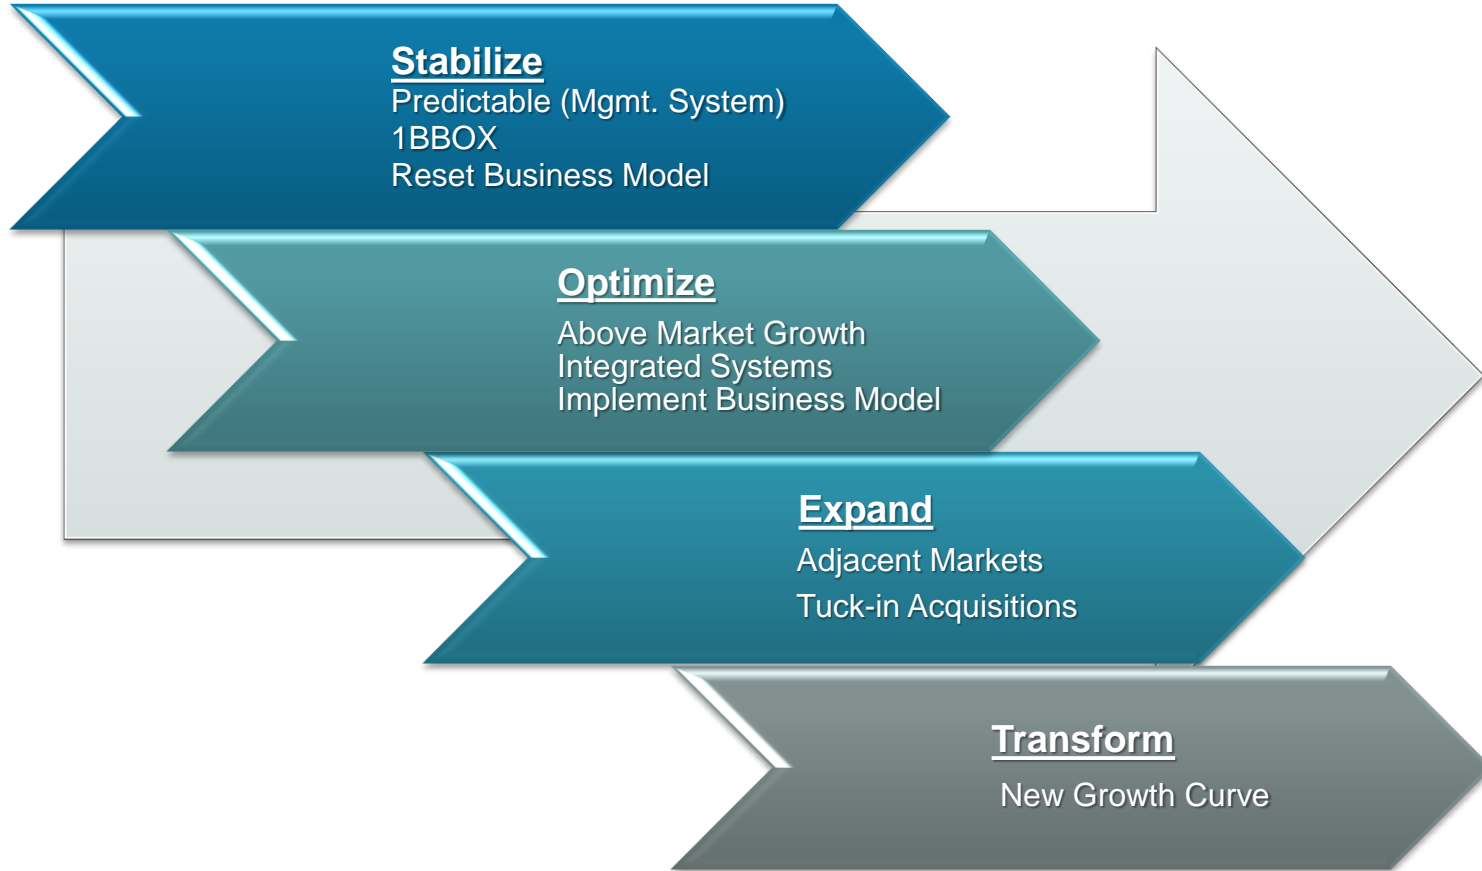 Stabilize
Predictable (Mgmt. System)
1BBOX
Reset Business Model
Optimize
Above Market Growth
Integrated Systems
Implement Business Model
Expand
Adjacent Markets
Tuck-in Acquisitions
Transform
New Growth Curve